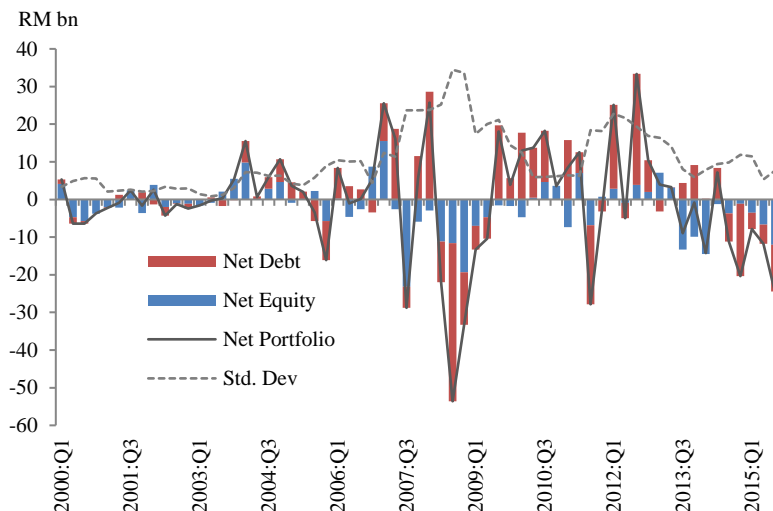 RM bn
40
30
20
10
0
-10
-20
-30
-40
-50
-60
Net Debt
Net Equity
Net Portfolio
Std. Dev
2000:Q1
2001:Q3
2003:Q1
2004:Q3
2006:Q1
2007:Q3
2009:Q1
2010:Q3
2012:Q1
2013:Q3
2015:Q1